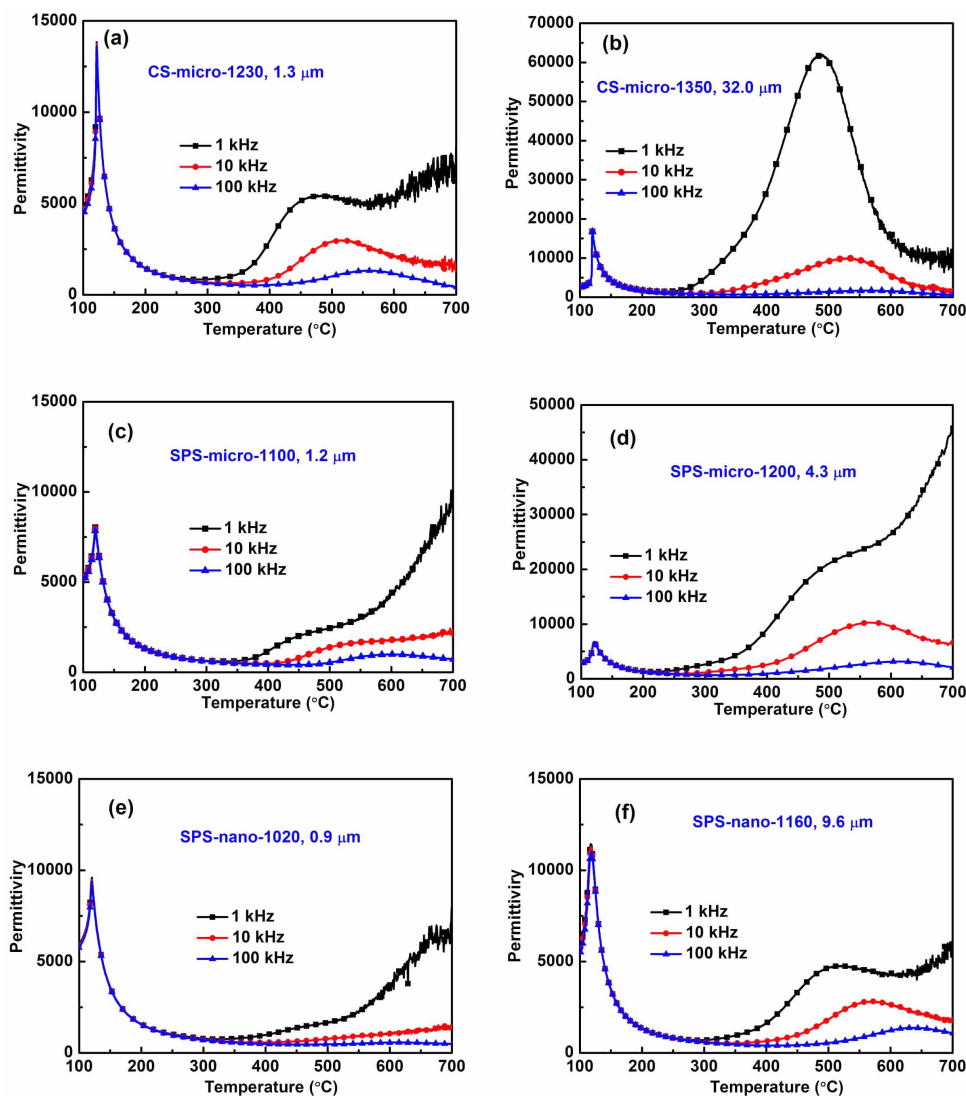 15000
(a)
CS-micro-1230, 1.3 μm
10000
Permittivity
1 kHz
10 kHz
100 kHz
5000
0
100 200 300 400 500 600 700
Temperature (°C)
70000
(b)
60000
CS-micro-1350, 32.0 μm
50000
Permittivity
40000
1 kHz
10 kHz
100 kHz
30000
20000
10000
0
100 200 300 400 500 600 700
Temperature (°C)
15000
(c)
SPS-micro-1100, 1.2 μm
10000
Permittiviry
1 kHz
10 kHz
100 kHz
5000
0
100 200 300 400 500 600 700
Temperature (°C)
50000
(d)
40000
SPS-micro-1200, 4.3 μm
Permittiviry
30000
1 kHz
10 kHz
100 kHz
20000
10000
0
100 200 300 400 500 600 700
Temperature (°C)
15000
(e)
SPS-nano-1020, 0.9 μm
10000
Permittiviry
1 kHz
10 kHz
100 kHz
5000
0
100 200 300 400 500 600 700
Temperature (°C)
15000
(f)
SPS-nano-1160, 9.6 μm
10000
Permittiviry
1 kHz
10 kHz
100 kHz
5000
0
100 200 300 400 500 600 700
Temperature (°C)